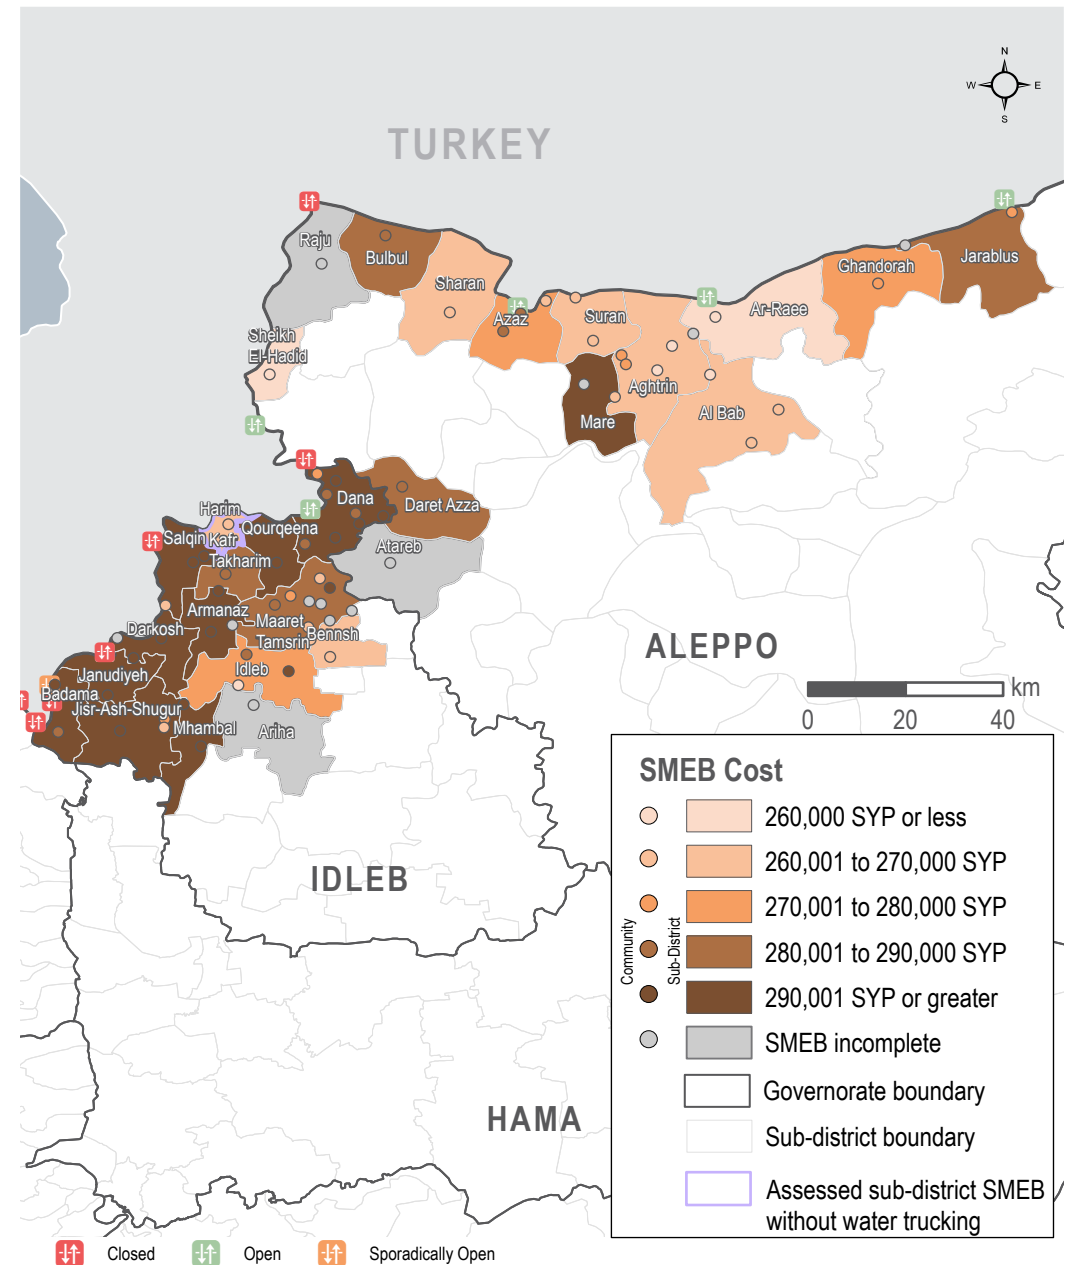 N
W
E
S
TURKEY
Raju
Bulbul
Sharan
Sheikh
El-Hadid
Azaz
Suran
Ar-Raee
Ghandorah
Jarablus
Aghtrin
Mare
Al Bab
Dana
Daret Azza
Harim
Salqin
Kafr
Takharim
Qourqeena
Atareb
Armanaz
Maaret
Tamsrin
Bennsh
Darkosh
Janudiyeh
Idleb
Badama
Jisr-Ash-Shugur
Mhambal
Ariha
ALEPPO
km
0
20
40
IDLEB
HAMA
SMEB Cost
Community
Sub-District
260,000 SYP or less
260,001 to 270,000 SYP
270,001 to 280,000 SYP
280,001 to 290,000 SYP
290,001 SYP or greater
SMEB incomplete
Governorate boundary
Sub-district boundary
Assessed sub-district SMEB
without water trucking
Closed
Open
Sporadically Open